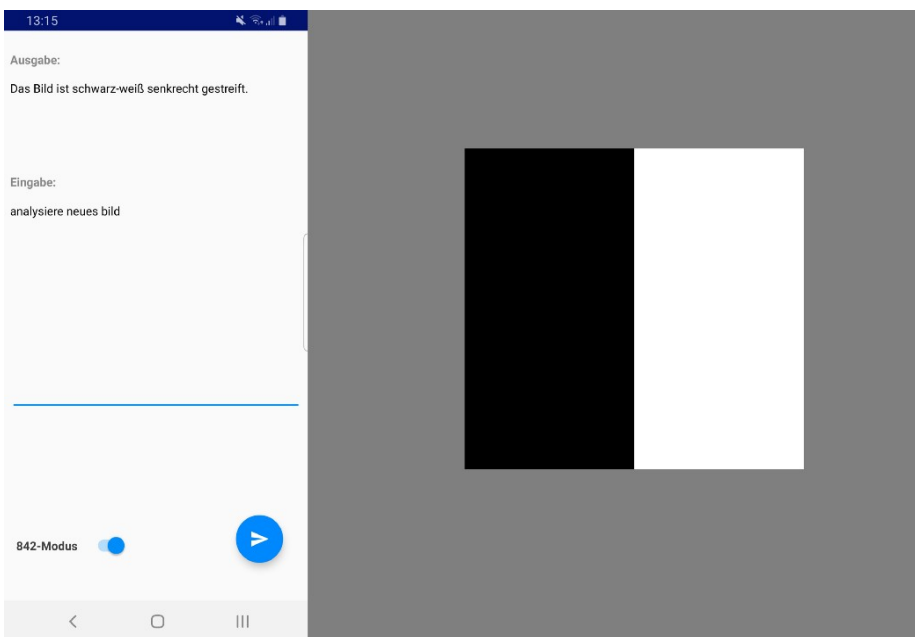 13:15
Ausgabe:
Das Bild ist schwarz-weiß senkrecht gestreift.
Eingabe:
analysiere neues bild
842-Modus